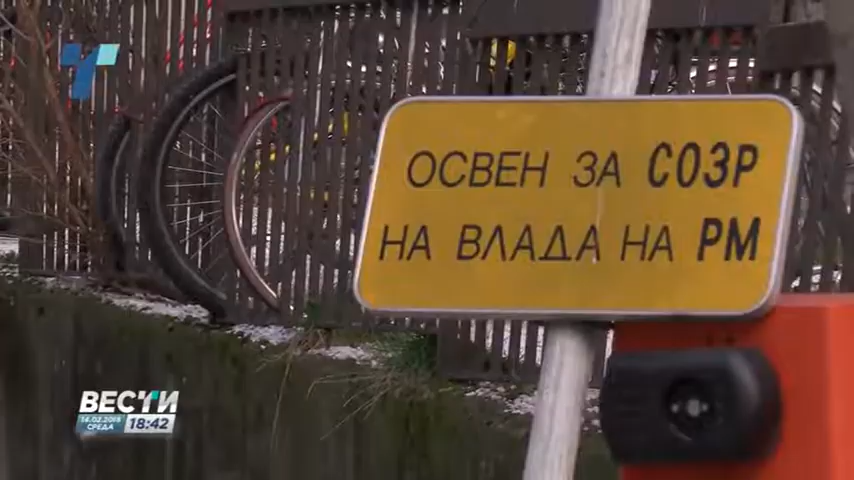 ОСВЕН ЗА СОЗР
НА ВЛАДА НА РМ
ВЕСТИ
14.02.2018
СРЕДА
18:42